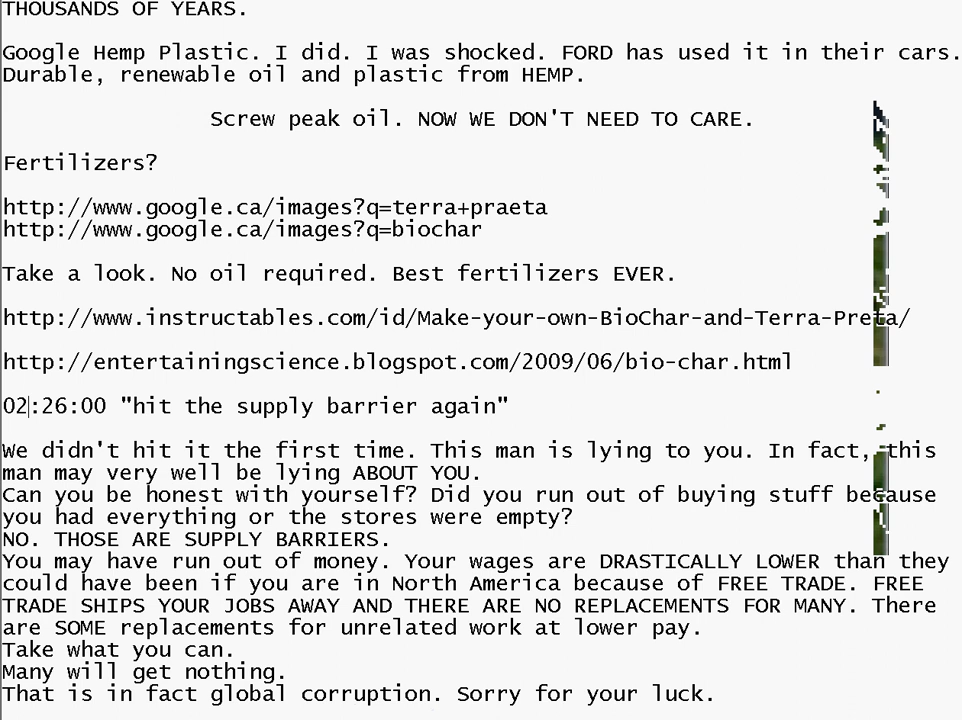 THOUSANDS OF YEARS.
Google Hemp Plastic. I did. I was shocked. FORD has used it in their cars.
Durable, renewable oil and plastic from HEMP.
Screw peak oil. NOW WE DON'T NEED TO CARE.
Fertilizers?
http://www.google.ca/images?q=terra+praeta
http://www.google.ca/images?q=biochar
Take a look. No oil required. Best fertilizers EVER.
http://www.instructables.com/id/Make-your-own-BioChar-and-Terra-Preta/
http://entertainingscience.blogspot.com/2009/06/bio-char.html
02:26:00 "hit the supply barrier again"
We didn't hit it the first time. This man is lying to you. In fact, this
man may very well be lying ABOUT YOU.
Can you be honest with yourself? Did you run out of buying stuff because
you had everything or the stores were empty?
NO. THOSE ARE SUPPLY BARRIERS.
You may have run out of money. Your wages are DRASTICALLY LOWER than they
could have been if you are in North America because of FREE TRADE. FREE
TRADE SHIPS YOUR JOBS AWAY AND THERE ARE NO REPLACEMENTS FOR MANY. There
are SOME replacements for unrelated work at lower pay.
Take what you can.
Many will get nothing.
That is in fact global corruption. Sorry for your luck.